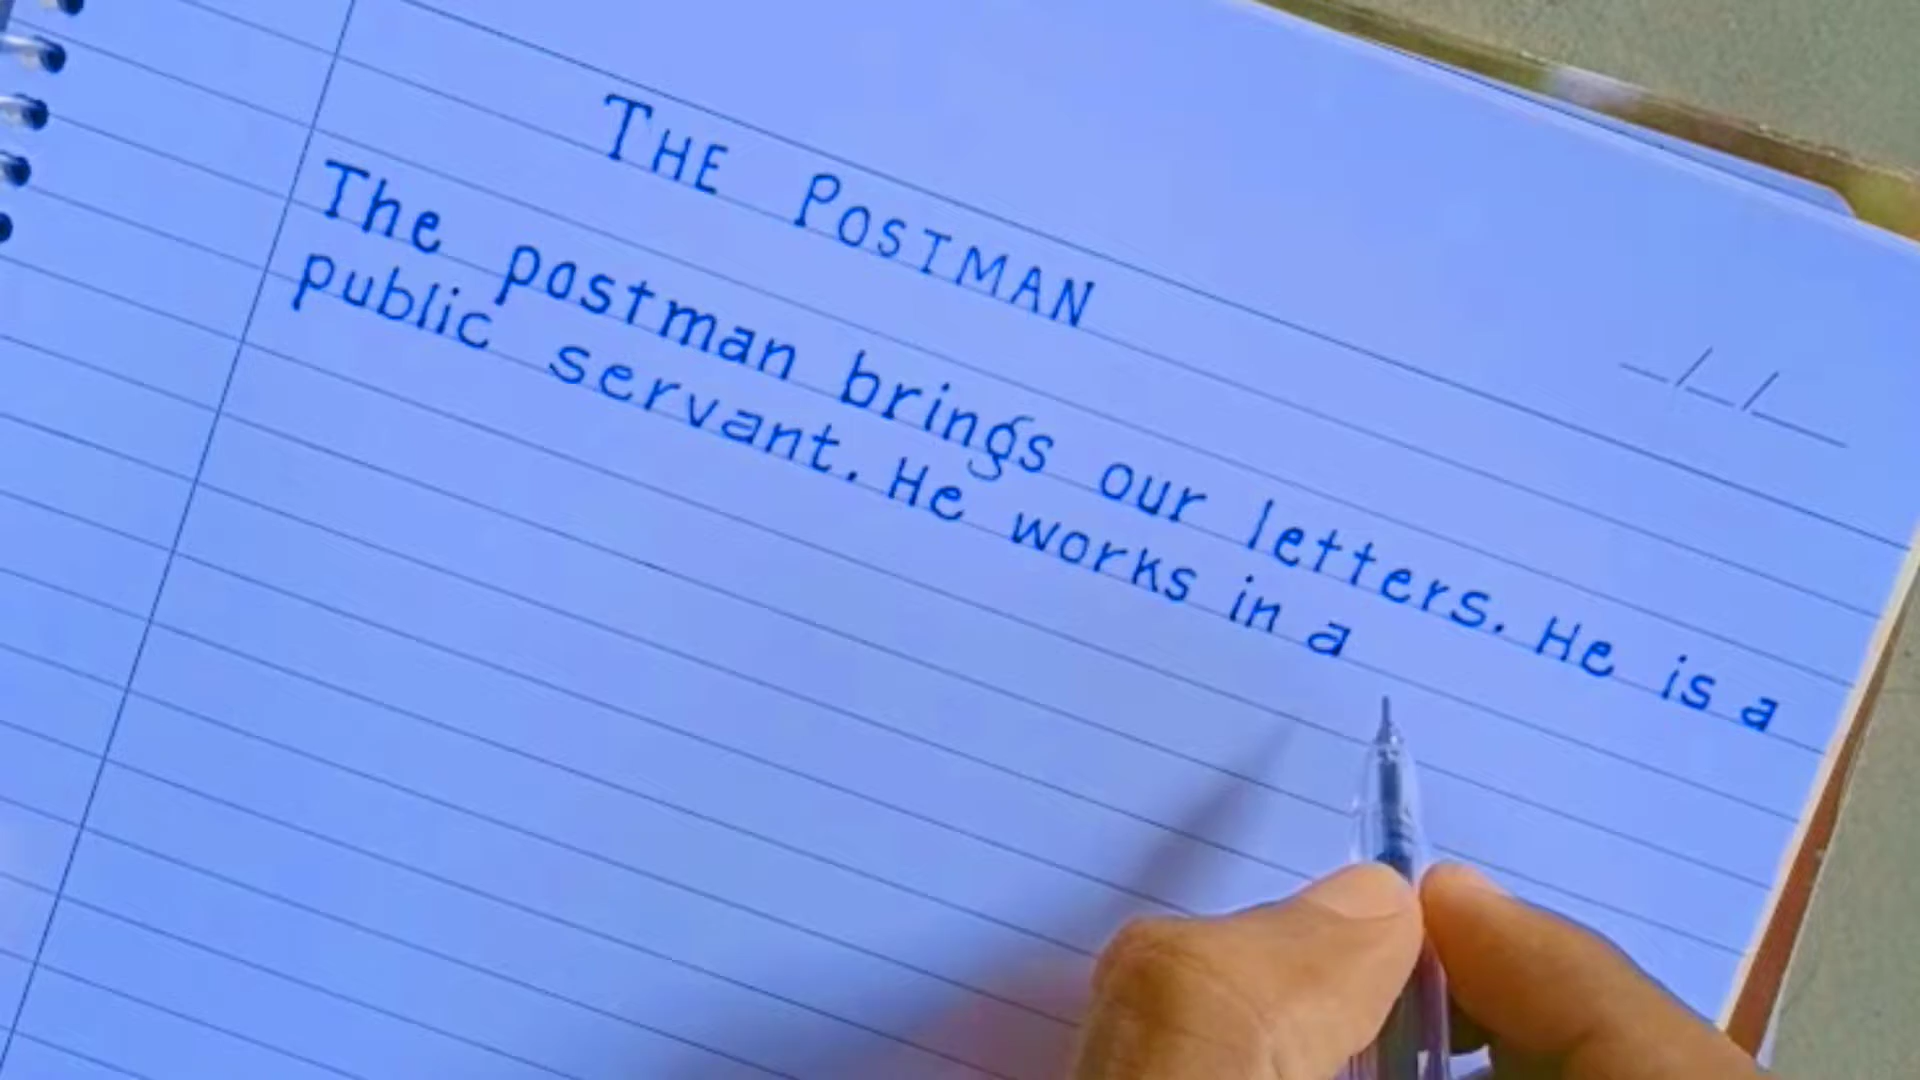 THE POSTMAN
_/_/_
The postman brings our letters. He is a
public servant. He works in a